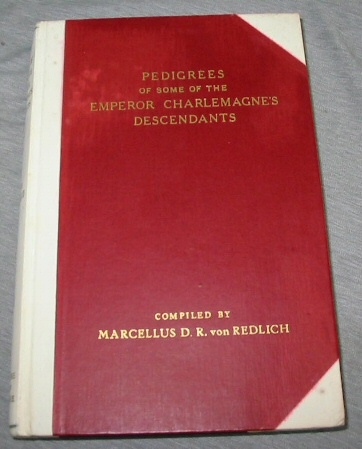 PEDIGREES
OF SOME OF THE
EMPEROR CHARLEMAGNE'S
DESCENDANTS
COMPILED BY
MARCELLUS D. R. von REDLICH